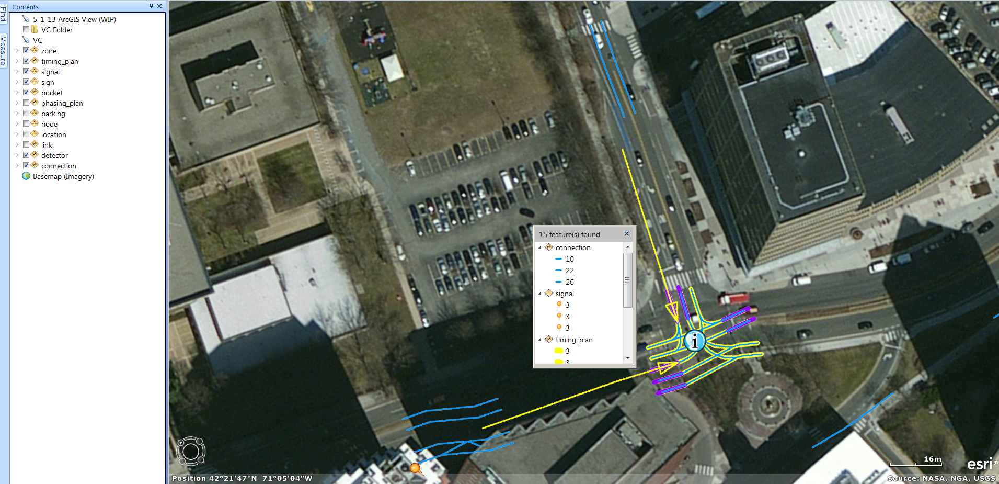 Find
Measure
Contents
5-1-13 ArcGIS View (WIP)
VC Folder
VC
zone
timing_plan
signal
sign
pocket
phasing_plan
parking
node
location
link
detector
connection
Basemap (Imagery)
15 feature(s) found
connection
10
22
26
signal
3
3
3
timing_plan
3
3
i
16m
esri
Position 42°21'47"N 71°05'04"W
Source: NASA, NGA, USGS